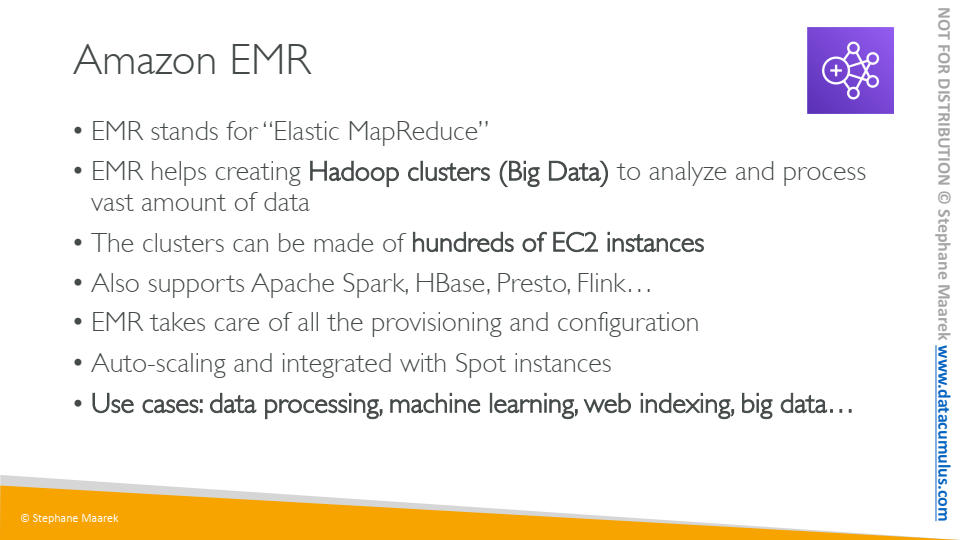 Amazon EMR
• EMR stands for “Elastic MapReduce”
• EMR helps creating Hadoop clusters (Big Data) to analyze and process
vast amount of data
• The clusters can be made of hundreds of EC2 instances
• Also supports Apache Spark, HBase, Presto, Flink…
• EMR takes care of all the provisioning and configuration
• Auto-scaling and integrated with Spot instances
• Use cases: data processing, machine learning, web indexing, big data…
© Stephane Maarek
NOT FOR DISTRIBUTION © Stephane Maarek www.datacumulus.com